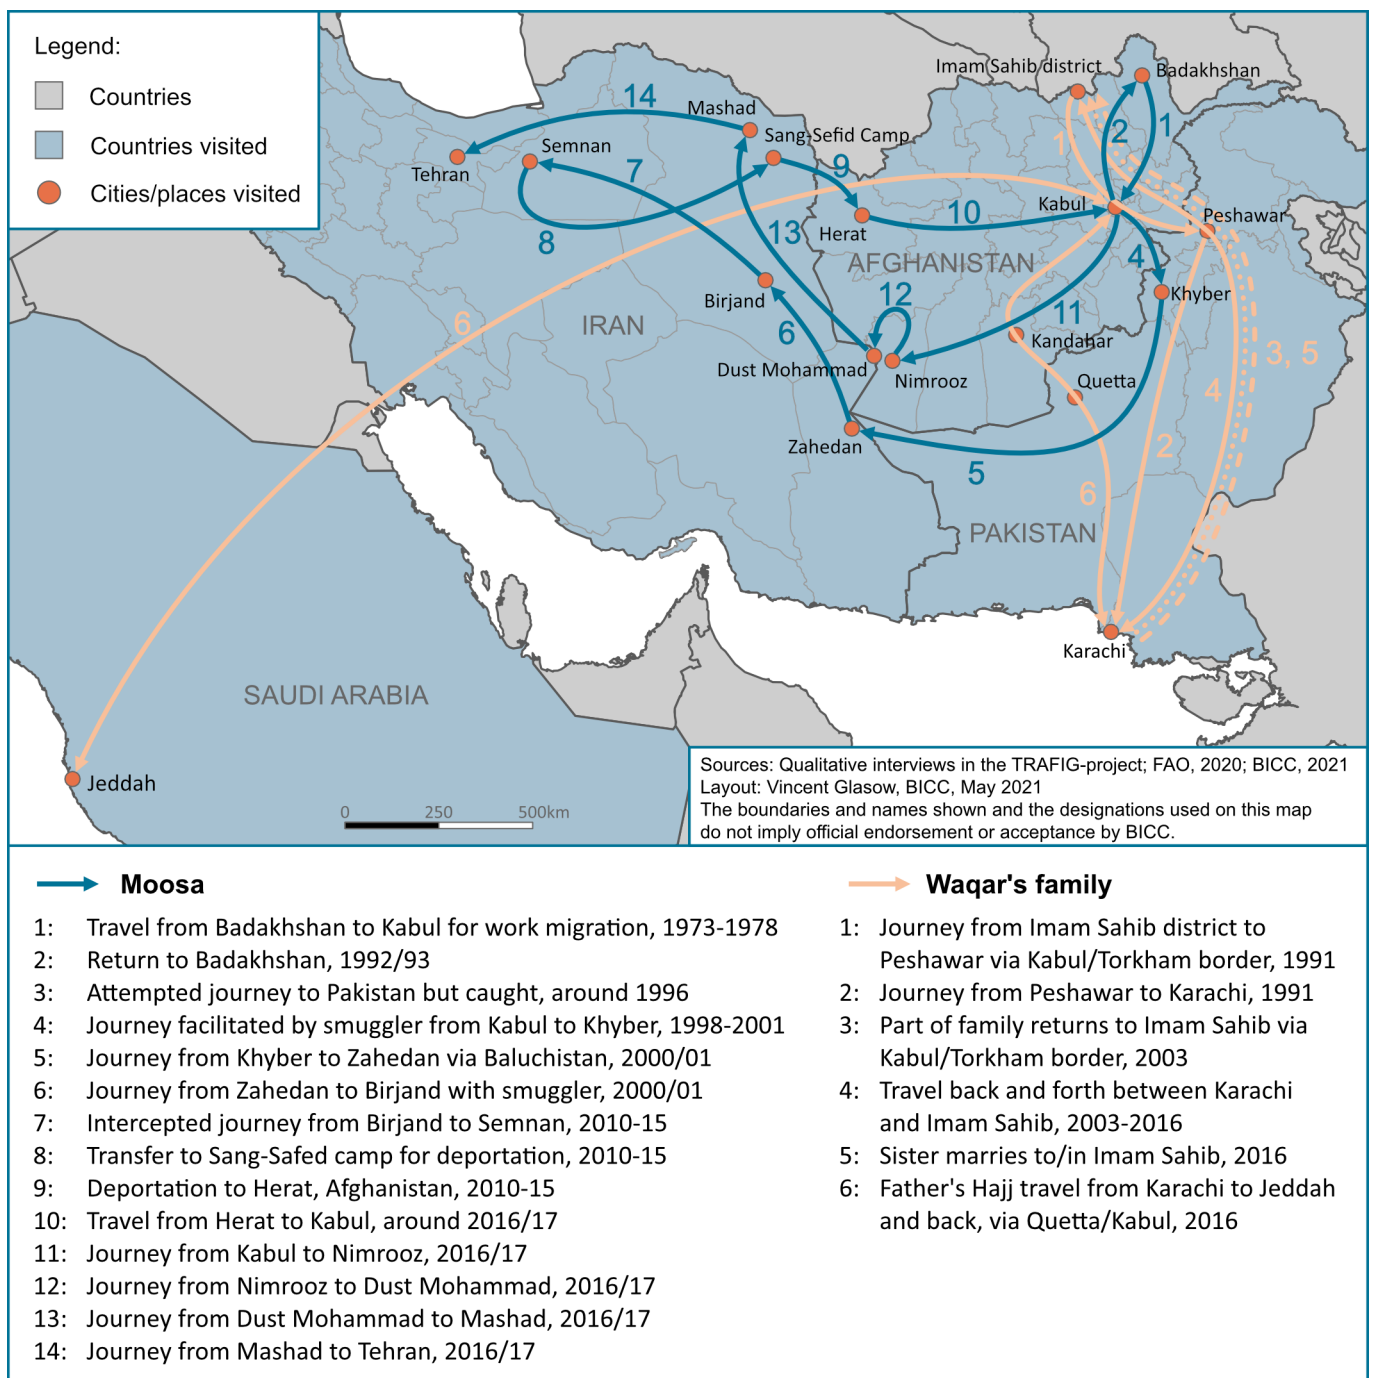 Legend:
Countries
Countries visited
Cities/places visited
Imam Sahib district
Badakhshan
14
Mashad
Sang-Sefid Camp
1
2
1
Semnan
Tehran
7
9
Kabul
10
Peshawar
8
Herat
13
AFGHANISTAN
4
Khyber
Birjand
12
11
6
IRAN
6
Kandahar
3, 5
Dust Mohammad
Nimrooz
Quetta
4
Zahedan
2
5
6
PAKISTAN
Karachi
SAUDI ARABIA
Jeddah
0 250 500km
Sources: Qualitative interviews in the TRAFIG-project; FAO, 2020; BICC, 2021
Layout: Vincent Glasow, BICC, May 2021
The boundaries and names shown and the designations used on this map
do not imply official endorsement or acceptance by BICC.
Moosa
1: Travel from Badakhshan to Kabul for work migration, 1973-1978
2: Return to Badakhshan, 1992/93
3: Attempted journey to Pakistan but caught, around 1996
4: Journey facilitated by smuggler from Kabul to Khyber, 1998-2001
5: Journey from Khyber to Zahedan via Baluchistan, 2000/01
6: Journey from Zahedan to Birjand with smuggler, 2000/01
7: Intercepted journey from Birjand to Semnan, 2010-15
8: Transfer to Sang-Safed camp for deportation, 2010-15
9: Deportation to Herat, Afghanistan, 2010-15
10: Travel from Herat to Kabul, around 2016/17
11: Journey from Kabul to Nimrooz, 2016/17
12: Journey from Nimrooz to Dust Mohammad, 2016/17
13: Journey from Dust Mohammad to Mashad, 2016/17
14: Journey from Mashad to Tehran, 2016/17
Waqar's family
1: Journey from Imam Sahib district to
Peshawar via Kabul/Torkham border, 1991
2: Journey from Peshawar to Karachi, 1991
3: Part of family returns to Imam Sahib via
Kabul/Torkham border, 2003
4: Travel back and forth between Karachi
and Imam Sahib, 2003-2016
5: Sister marries to/in Imam Sahib, 2016
6: Father's Hajj travel from Karachi to Jeddah
and back, via Quetta/Kabul, 2016